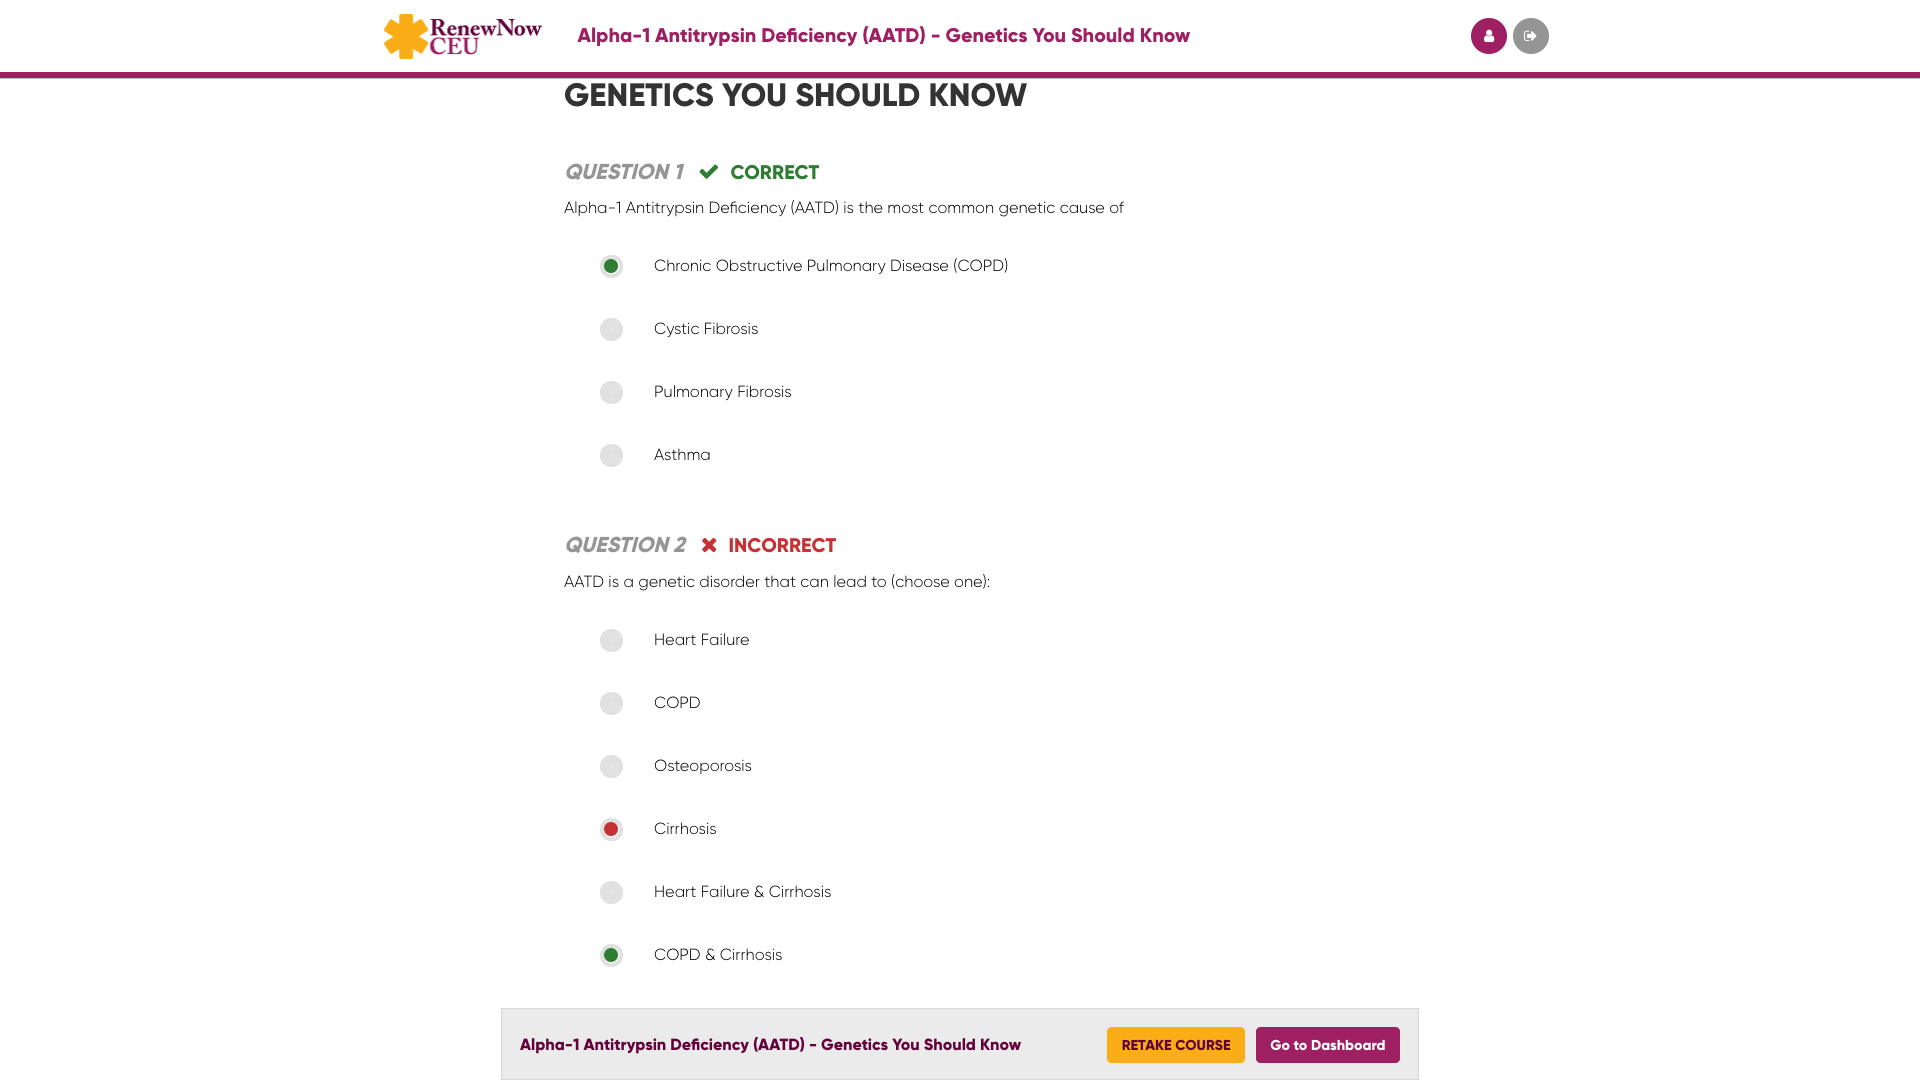 RenewNow
CEU
Alpha-1 Antitrypsin Deficiency (AATD) - Genetics You Should Know
GENETICS YOU SHOULD KNOW
QUESTION 1 CORRECT
Alpha-1 Antitrypsin Deficiency (AATD) is the most common genetic cause of
Chronic Obstructive Pulmonary Disease (COPD)
Cystic Fibrosis
Pulmonary Fibrosis
Asthma
QUESTION 2 INCORRECT
AATD is a genetic disorder that can lead to (choose one):
Heart Failure
COPD
Osteoporosis
Cirrhosis
Heart Failure & Cirrhosis
COPD & Cirrhosis
Alpha-1 Antitrypsin Deficiency (AATD) - Genetics You Should Know
RETAKE COURSE
Go to Dashboard